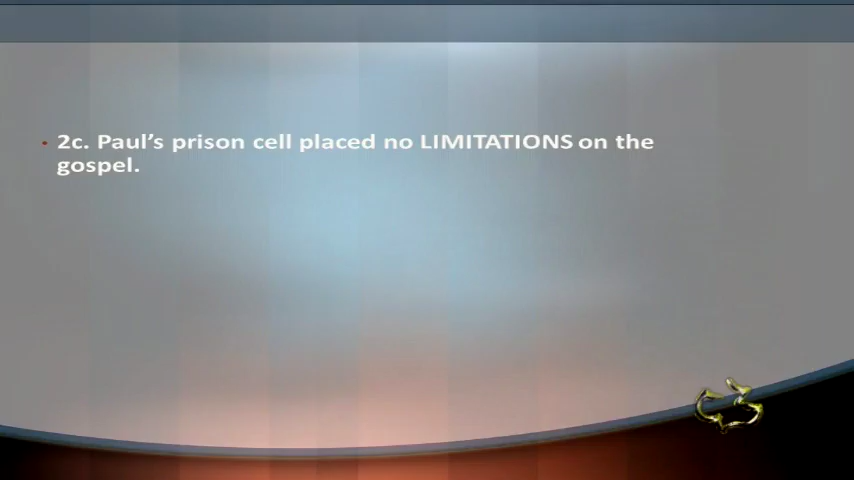 • 2c. Paul's prison cell placed no LIMITATIONS on the
gospel.